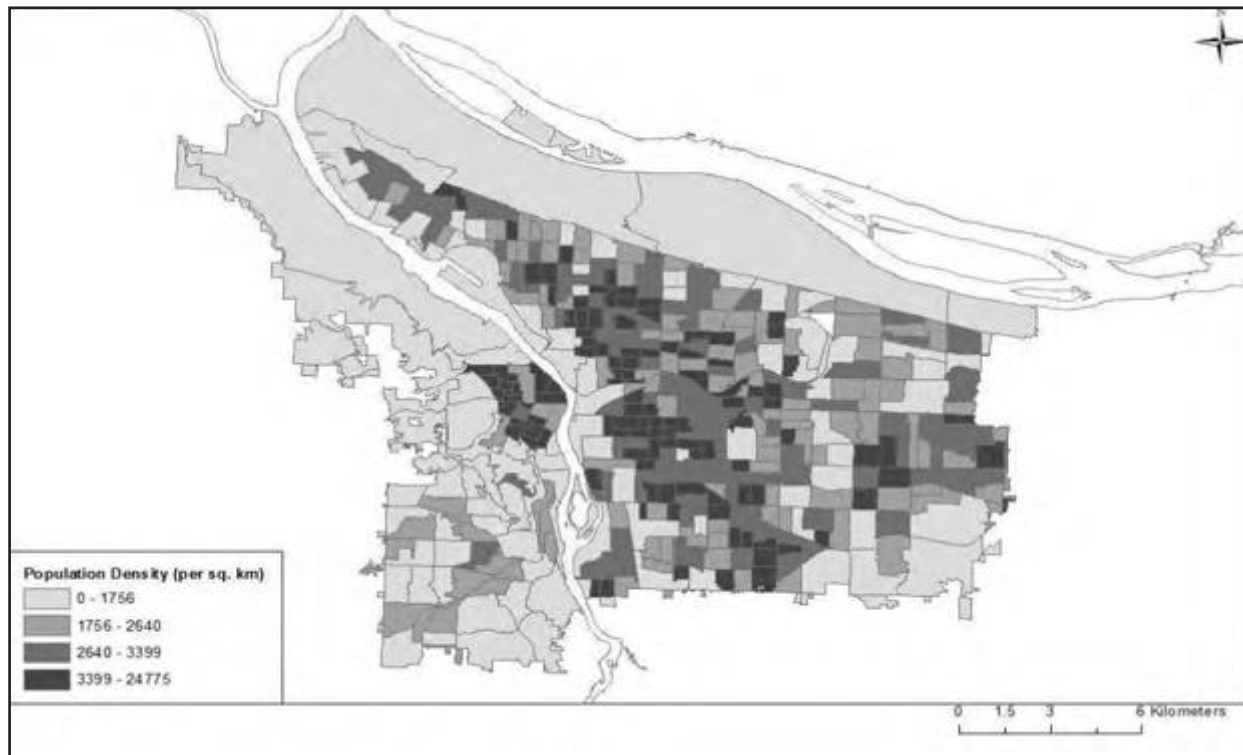 N
Population Density (per sq. km)
0 - 1756
1756 - 2640
2640 - 3399
3399 - 24775
0 1.5 3 6 Kilometers